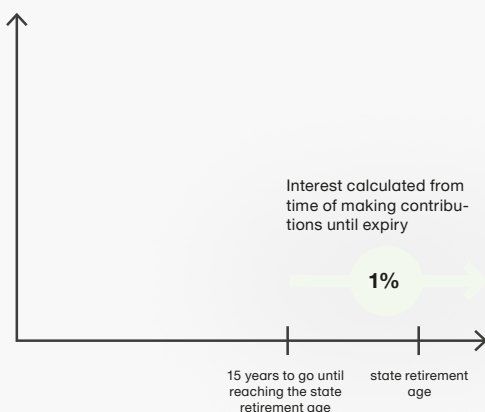 Interest calculated from
time of making contribu-
tions until expiry
1%
15 years to go until
reaching the state
retirement age
state retirement
age